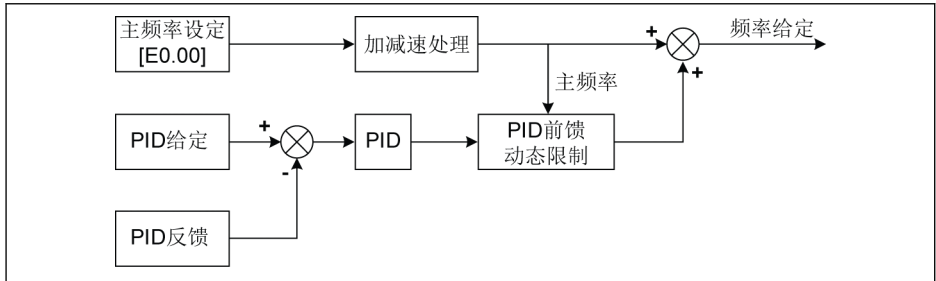 主频率设定
[E0.00]
加减速处理
+
频率给定
+
主频率
PID给定
+
-
PID
PID前馈
动态限制
PID反馈